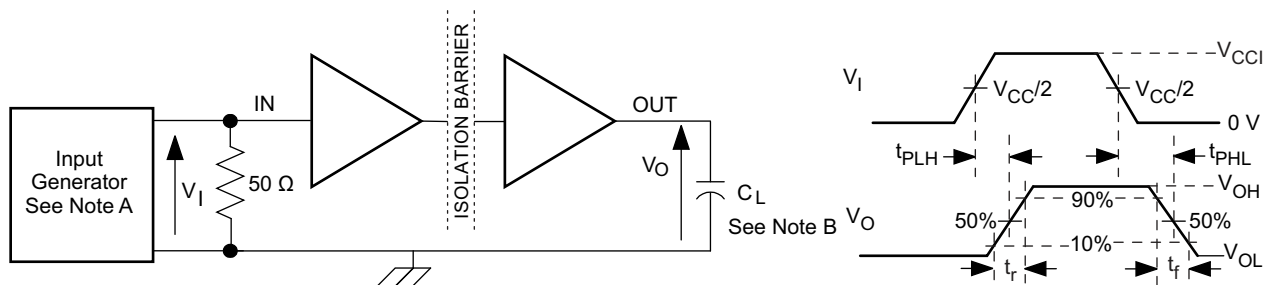 Input
Generator
See Note A
V_I
50 Ω
IN
ISOLATION BARRIER
OUT
V_O
C_L
See Note B
V_I
V_CC/2
V_CC/2
V_CCI
0 V
t_PLH
t_PHL
V_O
50%
90%
10%
50%
V_OH
V_OL
t_r
t_f